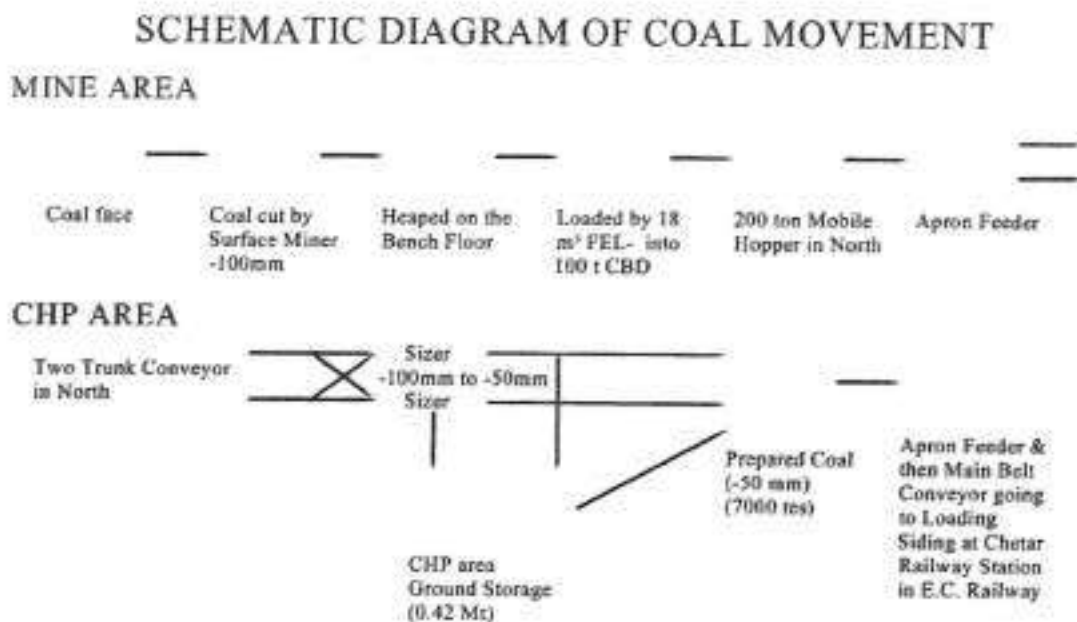 SCHEMATIC DIAGRAM OF COAL MOVEMENT
MINE AREA
Coal face
Coal cut by
Surface Miner
-100mm
Heaped on the
Bench Floor
Loaded by 18
m³ FEL- into
100 t CBD
200 ton Mobile
Hopper in North
Apron Feeder
CHP AREA
Two Trunk Conveyor
in North
Sizer
-100mm to -50mm
Sizer
CHP area
Ground Storage
(0.42 Mt)
Prepared Coal
(-50 mm)
(7000 tes)
Apron Feeder &
then Main Belt
Conveyor going
to Loading
Siding at Chetar
Railway Station
in E.C. Railway